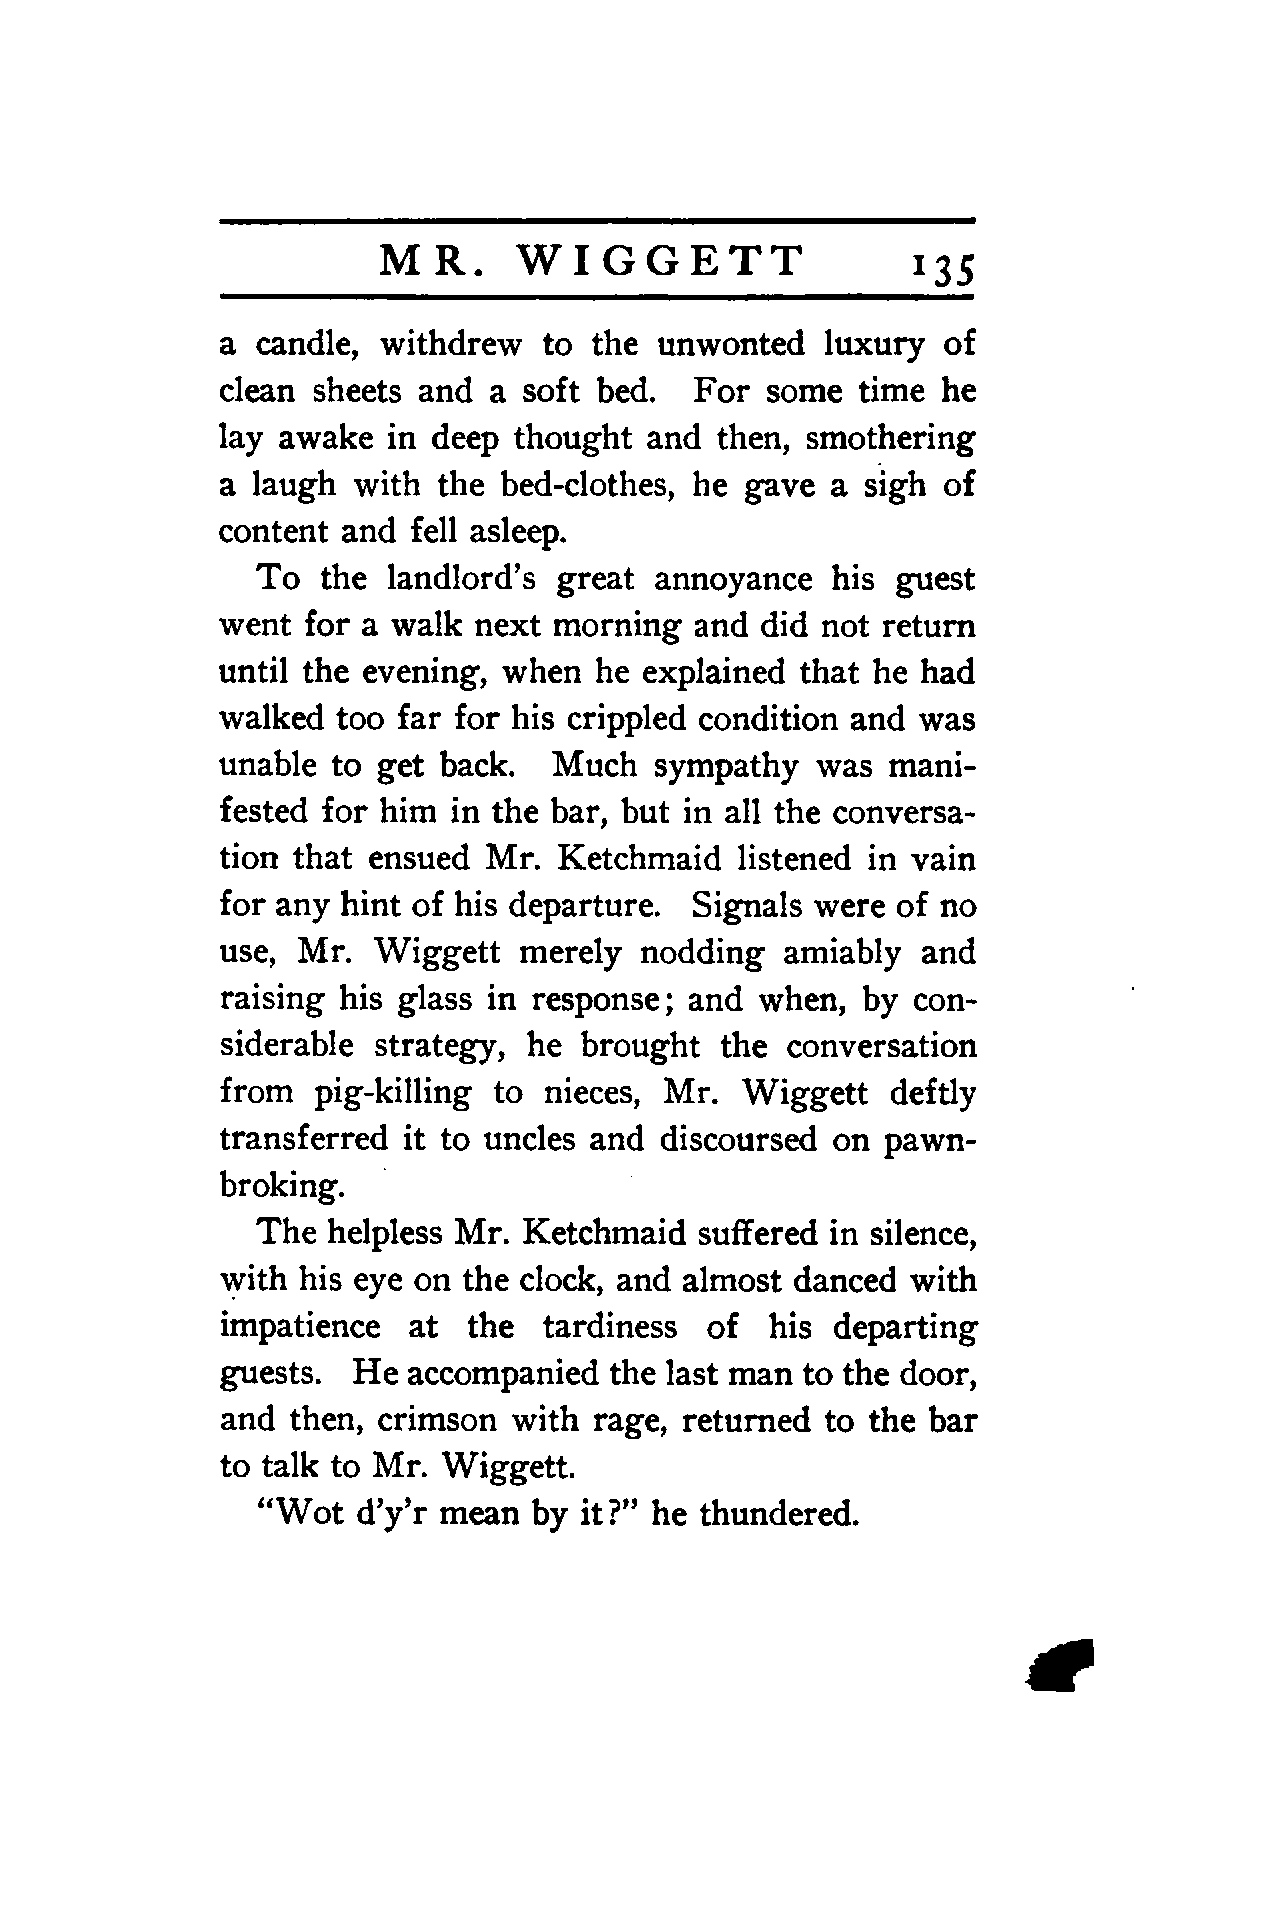 MR. WIGGETT 135
a candle, withdrew to the unwonted luxury of
clean sheets and a soft bed. For some time he
lay awake in deep thought and then, smothering
a laugh with the bed-clothes, he gave a sigh of
content and fell asleep.
To the landlord's great annoyance his guest
went for a walk next morning and did not return
until the evening, when he explained that he had
walked too far for his crippled condition and was
unable to get back. Much sympathy was mani-
fested for him in the bar, but in all the conversa-
tion that ensued Mr. Ketchmaid listened in vain
for any hint of his departure. Signals were of no
use, Mr. Wiggett merely nodding amiably and
raising his glass in response; and when, by con-
siderable strategy, he brought the conversation
from pig-killing to nieces, Mr. Wiggett deftly
transferred it to uncles and discoursed on pawn-
broking.
The helpless Mr. Ketchmaid suffered in silence,
with his eye on the clock, and almost danced with
impatience at the tardiness of his departing
guests. He accompanied the last man to the door,
and then, crimson with rage, returned to the bar
to talk to Mr. Wiggett.
"Wot d'y'r mean by it?" he thundered.